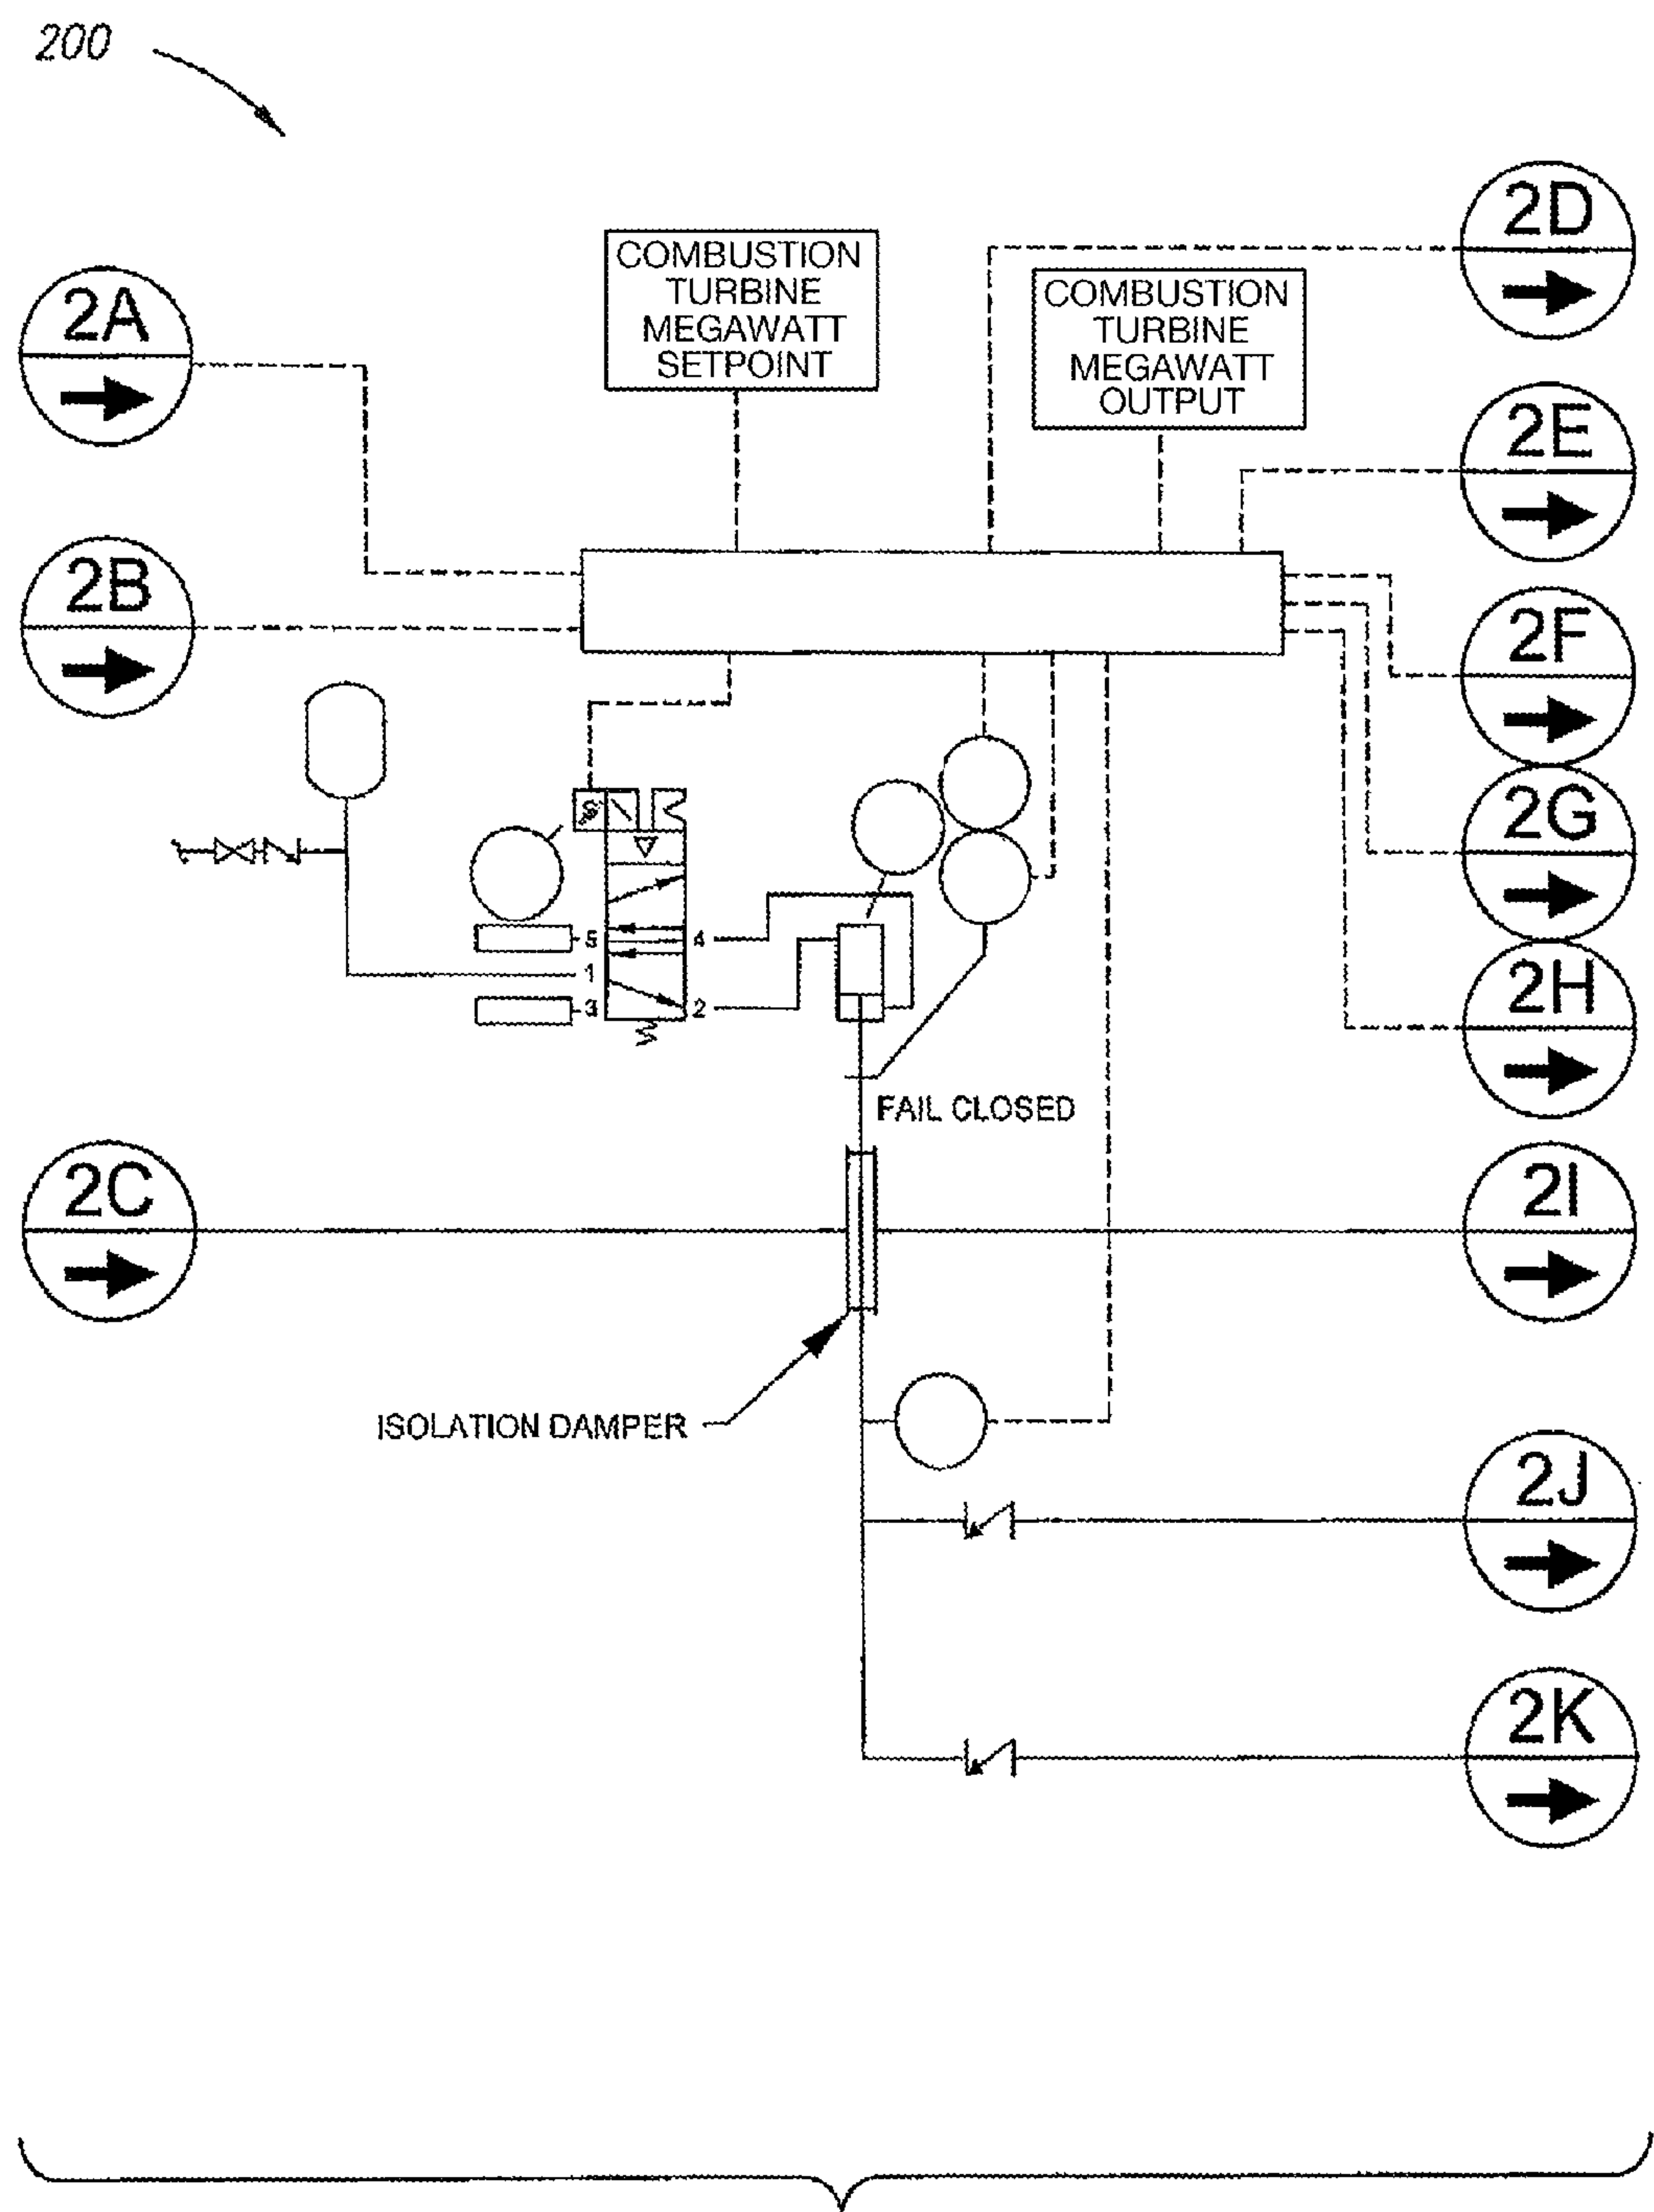 200
2D
COMBUSTION
TURBINE
MEGAWATT
SETPOINT
2A
COMBUSTION
TURBINE
MEGAWATT
OUTPUT
2E
2B
2F
S
2G
5
4
1
3
2
2H
FAIL CLOSED
2C
2I
ISOLATION DAMPER
2J
2K